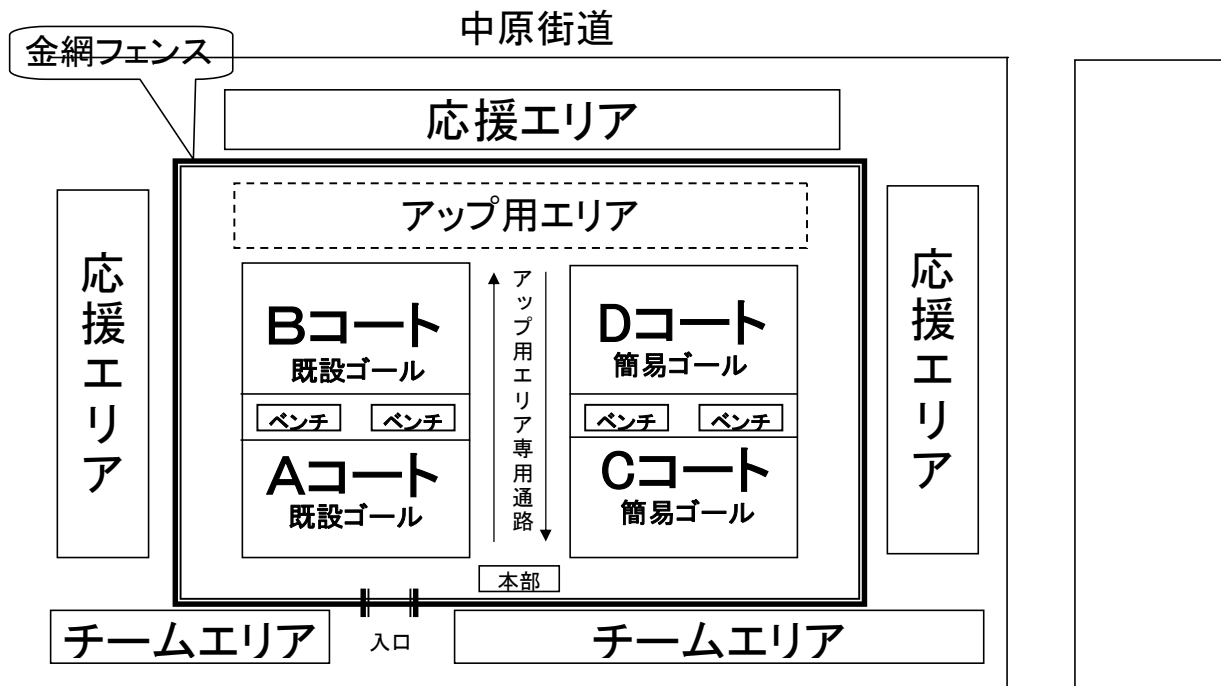 中原街道
金網フェンス
応援エリア
アップ用エリア
応援エリア
Bコート
既設ゴール
アップ用エリア専用通路
Dコート
簡易ゴール
応援エリア
ベンチ
ベンチ
ベンチ
ベンチ
Aコート
既設ゴール
Cコート
簡易ゴール
本部
チームエリア
入口
チームエリア